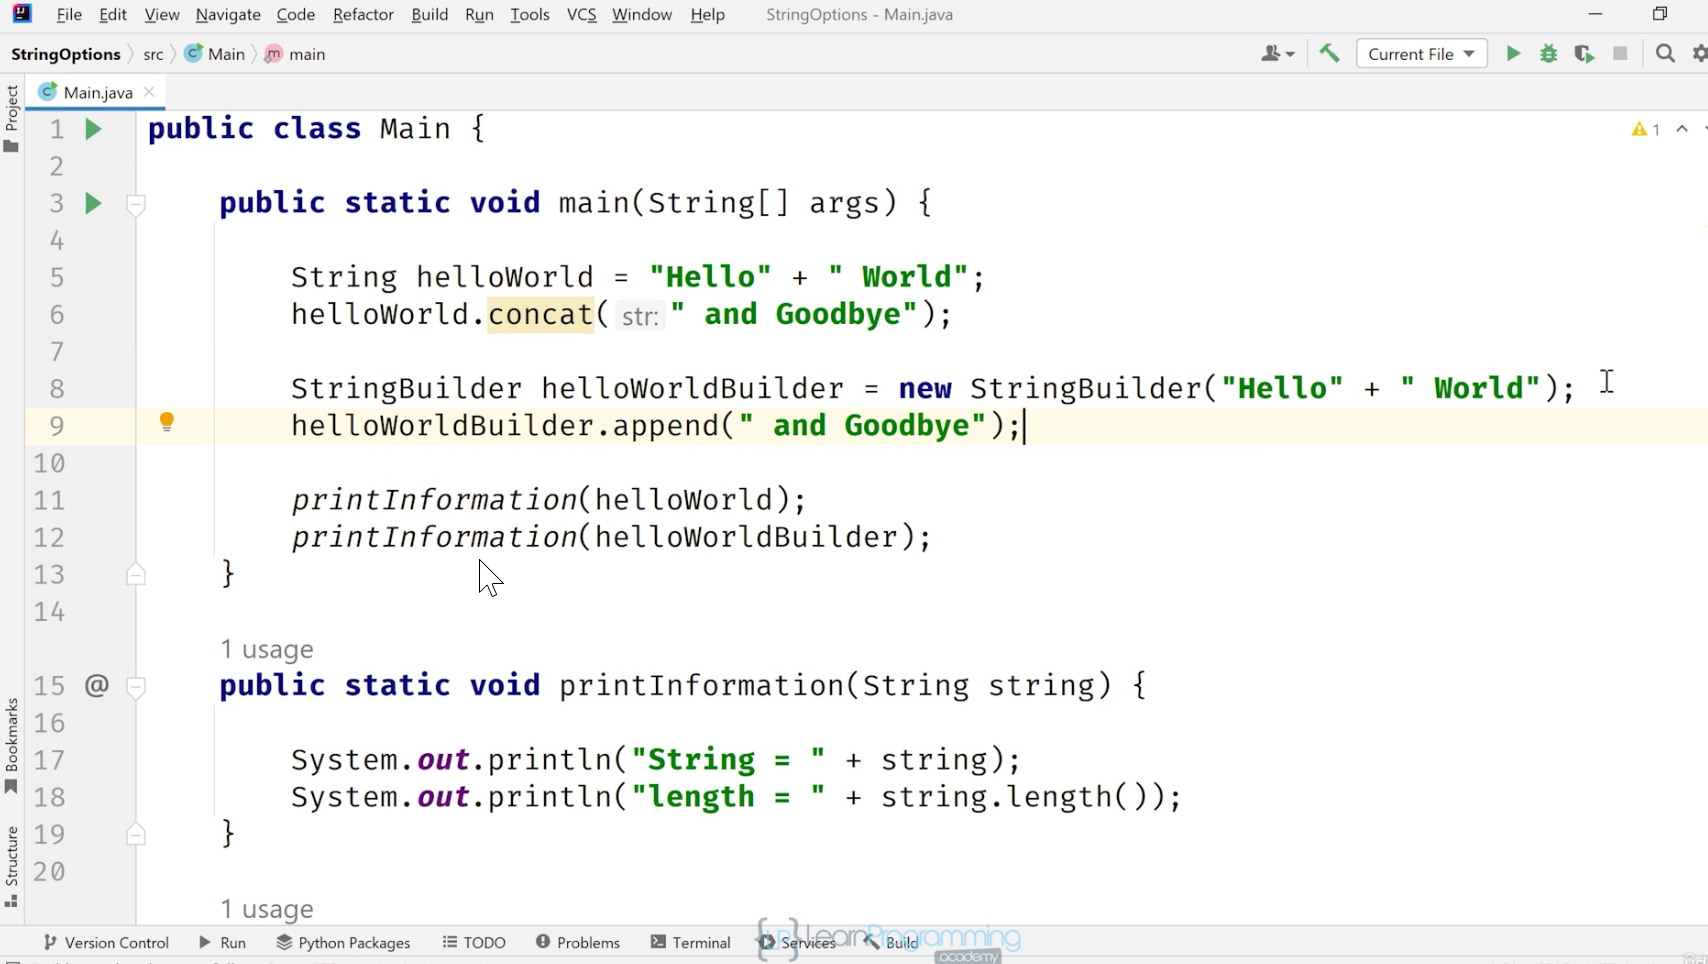 File Edit View Navigate Code Refactor Build Run Tools VCS Window Help StringOptions - Main.java
StringOptions src Main main Current File
Main.java
Project
1 public class Main { 1
2
3 public static void main(String[] args) {
4
5 String helloWorld = "Hello" + " World";
6 helloWorld.concat( str: " and Goodbye");
7
8 StringBuilder helloWorldBuilder = new StringBuilder("Hello" + " World");
9 helloWorldBuilder.append(" and Goodbye");
10
11 printInformation(helloWorld);
12 printInformation(helloWorldBuilder);
13 }
14
1 usage
15 @ public static void printInformation(String string) {
16
17 System.out.println("String = " + string);
18 System.out.println("length = " + string.length());
19 }
20
1 usage
Bookmarks
Structure
Version Control Run Python Packages TODO Problems Terminal Services Build
LearnProgramming
.academy